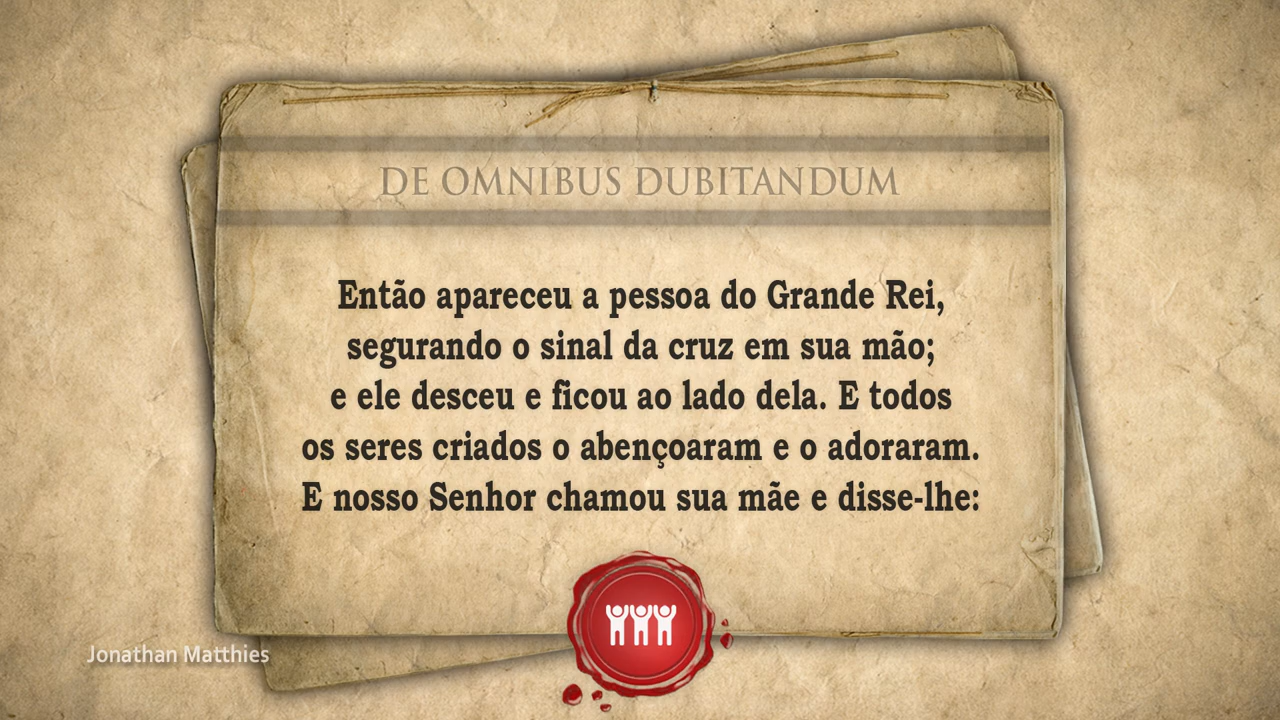 DE OMNIBUS DUBITANDUM
Então apareceu a pessoa do Grande Rei,
segurando o sinal da cruz em sua mão;
e ele desceu e ficou ao lado dela. E todos
os seres criados o abençoaram e o adoraram.
E nosso Senhor chamou sua mãe e disse-lhe:
Jonathan Matthies